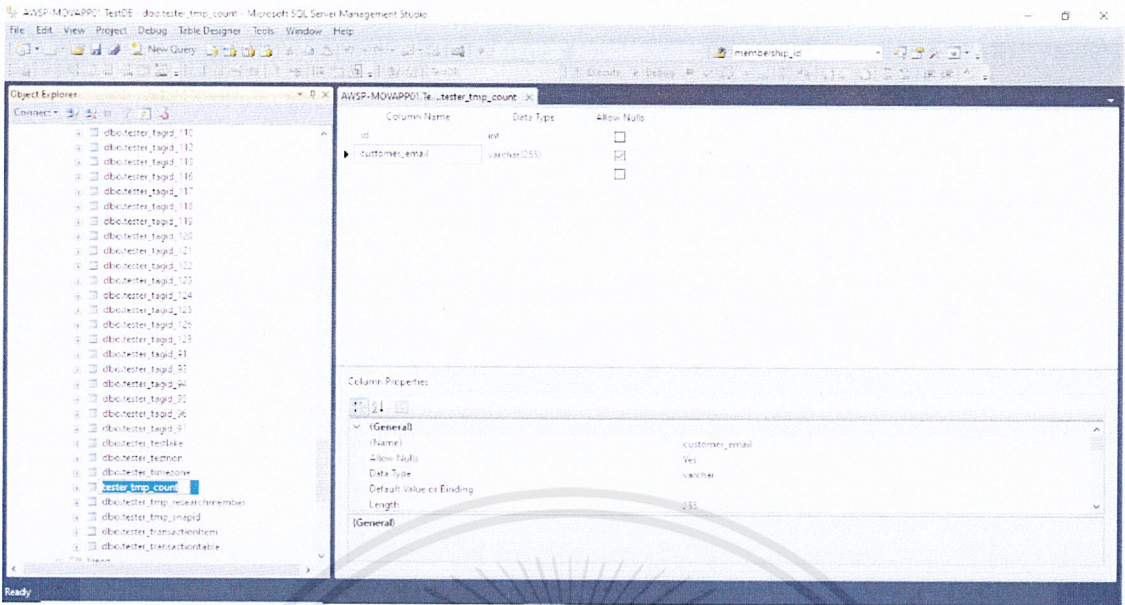 AWSP-MOVAPP01.TestDB - dbo.tester_tmp_count - Microsoft SQL Server Management Studio
File Edit View Project Debug Table Designer Tools Window Help
New Query
membership_id
Execute Debug
Object Explorer
Connect
AWSP-MOVAPP01.Te...tester_tmp_count
Column Name Data Type Allow Nulls
id int
customer_email varchar(255)
dbo.tester_tagid_112
dbo.tester_tagid_113
dbo.tester_tagid_116
dbo.tester_tagid_117
dbo.tester_tagid_118
dbo.tester_tagid_119
dbo.tester_tagid_120
dbo.tester_tagid_121
dbo.tester_tagid_122
dbo.tester_tagid_123
dbo.tester_tagid_124
dbo.tester_tagid_125
dbo.tester_tagid_126
dbo.tester_tagid_91
dbo.tester_tagid_93
dbo.tester_tagid_94
dbo.tester_tagid_95
dbo.tester_tagid_96
dbo.tester_tagid_97
dbo.tester_testlake
dbo.tester_testnon
dbo.tester_timezone
tester_tmp_count
dbo.tester_tmp_researchmember
dbo.tester_tmp_snapid
dbo.tester_transactionitem
dbo.tester_transactiontable
Views
Column Properties
(General)
(Name) customer_email
Allow Nulls Yes
Data Type varchar
Default Value or Binding
Length 255
(General)
Ready